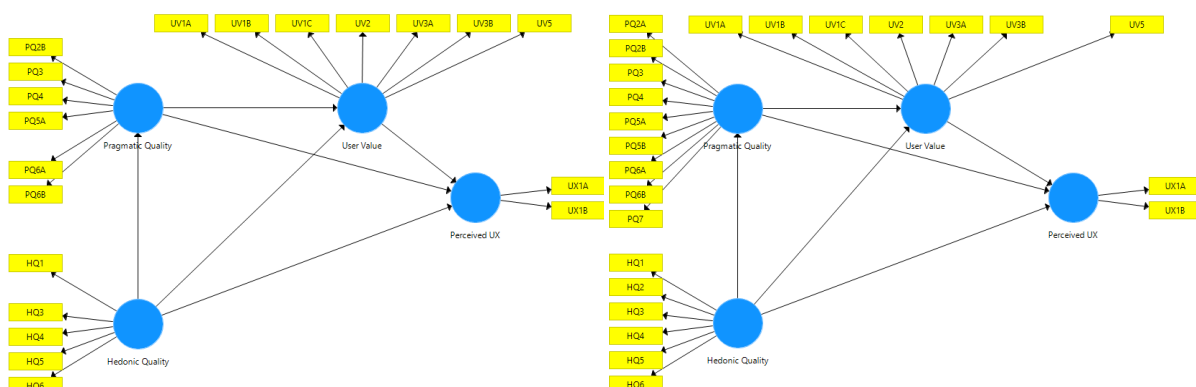 UV1A
UV1B
UV1C
UV2
UV3A
UV3B
UV5
PQ2B
PQ3
PQ4
PQ5A
PQ6A
PQ6B
Pragmatic Quality
User Value
UX1A
UX1B
Perceived UX
HQ1
HQ3
HQ4
HQ5
HQ6
Hedonic Quality
PQ2A
UV1A
UV1B
UV1C
UV2
UV3A
UV3B
UV5
PQ2B
PQ3
PQ4
PQ5A
PQ5B
PQ6A
PQ6B
PQ7
Pragmatic Quality
User Value
UX1A
UX1B
Perceived UX
HQ1
HQ2
HQ3
HQ4
HQ5
HQ6
Hedonic Quality